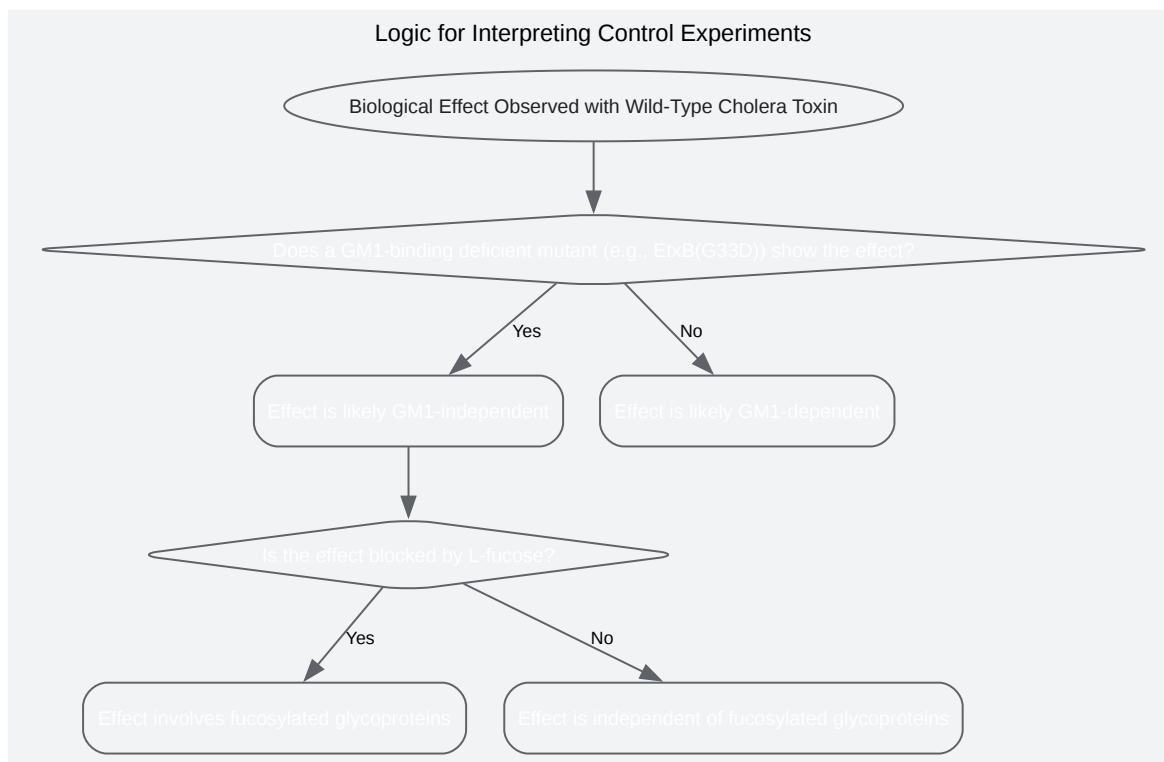 Logic for Interpreting Control Experiments
Biological Effect Observed with Wild-Type Cholera Toxin
Does a GM1-binding deficient mutant (e.g., EtxB(G33D)) show the effect?
Yes
No
Effect is likely GM1-independent
Effect is likely GM1-dependent
Is the effect blocked by L-fucose?
Yes
No
Effect involves fucosylated glycoproteins
Effect is independent of fucosylated glycoproteins